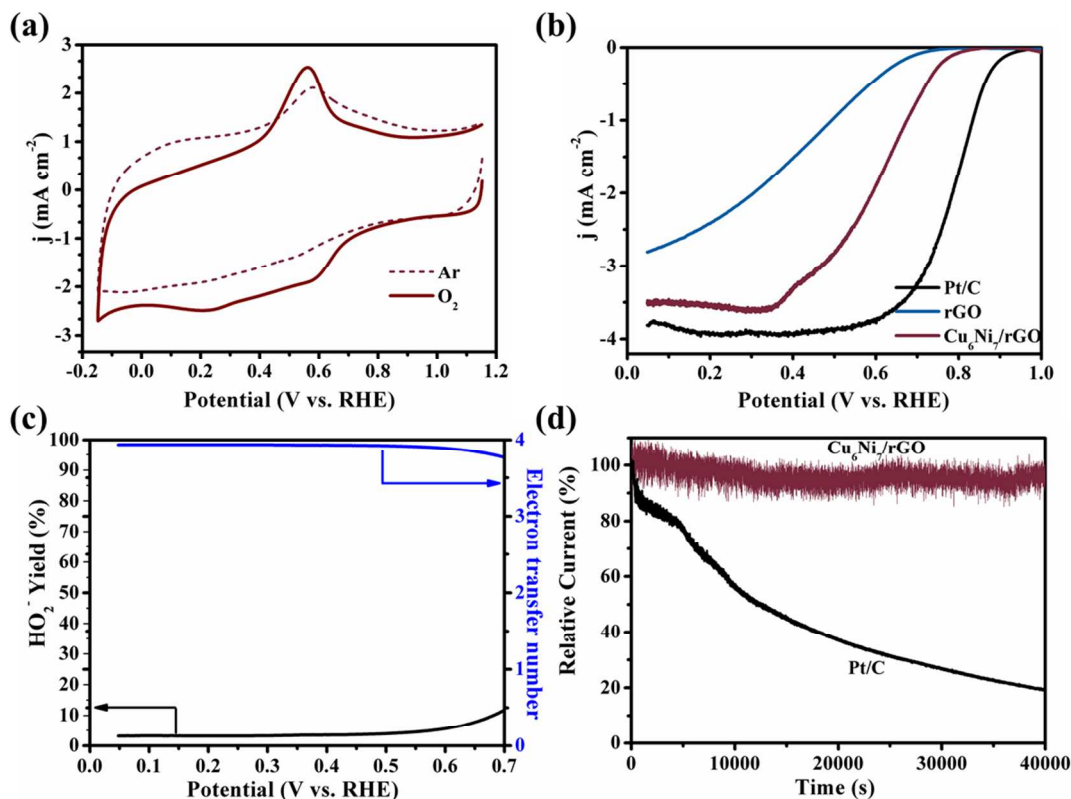 (a)
3
2
1
0
-1
-2
-3
j (mA cm⁻²)
Ar
O₂
-0.2 0.0 0.2 0.4 0.6 0.8 1.0 1.2
Potential (V vs. RHE)
(b)
0
-1
-2
-3
-4
j (mA cm⁻²)
Pt/C
rGO
Cu₆Ni₇/rGO
0.0 0.2 0.4 0.6 0.8 1.0
Potential (V vs. RHE)
(c)
100
90
80
70
60
50
40
30
20
10
0
HO₂⁻ Yield (%)
4
3
2
1
0
Electron transfer number
0.0 0.1 0.2 0.3 0.4 0.5 0.6 0.7
Potential (V vs. RHE)
(d)
120
100
80
60
40
20
0
Relative Current (%)
Cu₆Ni₇/rGO
Pt/C
0 10000 20000 30000 40000
Time (s)